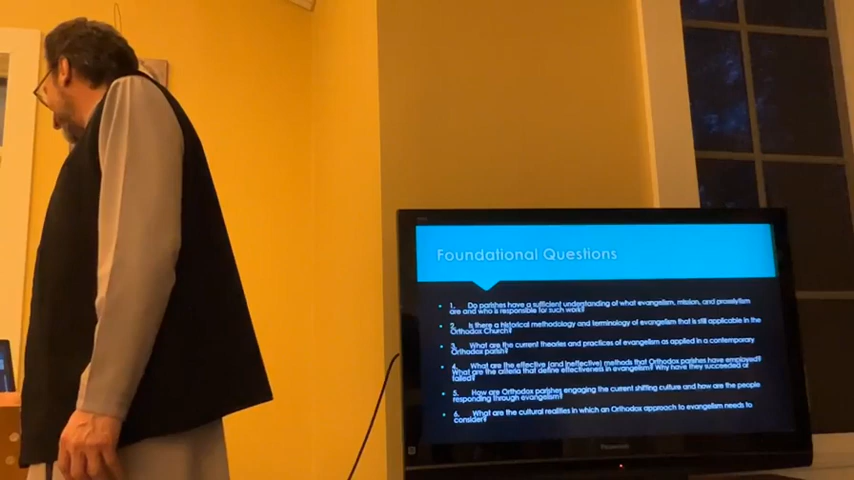 Foundational Questions
1. Do parishes have a sufficient understanding of what evangelism, mission, and proselytism
are and who is responsible for such work?
2. Is there a historical methodology and terminology of evangelism that is still applicable in the
Orthodox Church?
3. What are the current theories and practices of evangelism as applied in a contemporary
Orthodox parish?
4. What are the effective (and ineffective) methods that Orthodox parishes have employed?
What are the criteria that define effectiveness in evangelism? Why have they succeeded or
failed?
5. How are Orthodox parishes engaging the current shifting culture and how are the people
responding through evangelism?
6. What are the cultural realities in which an Orthodox approach to evangelism needs to
consider?
Panasonic